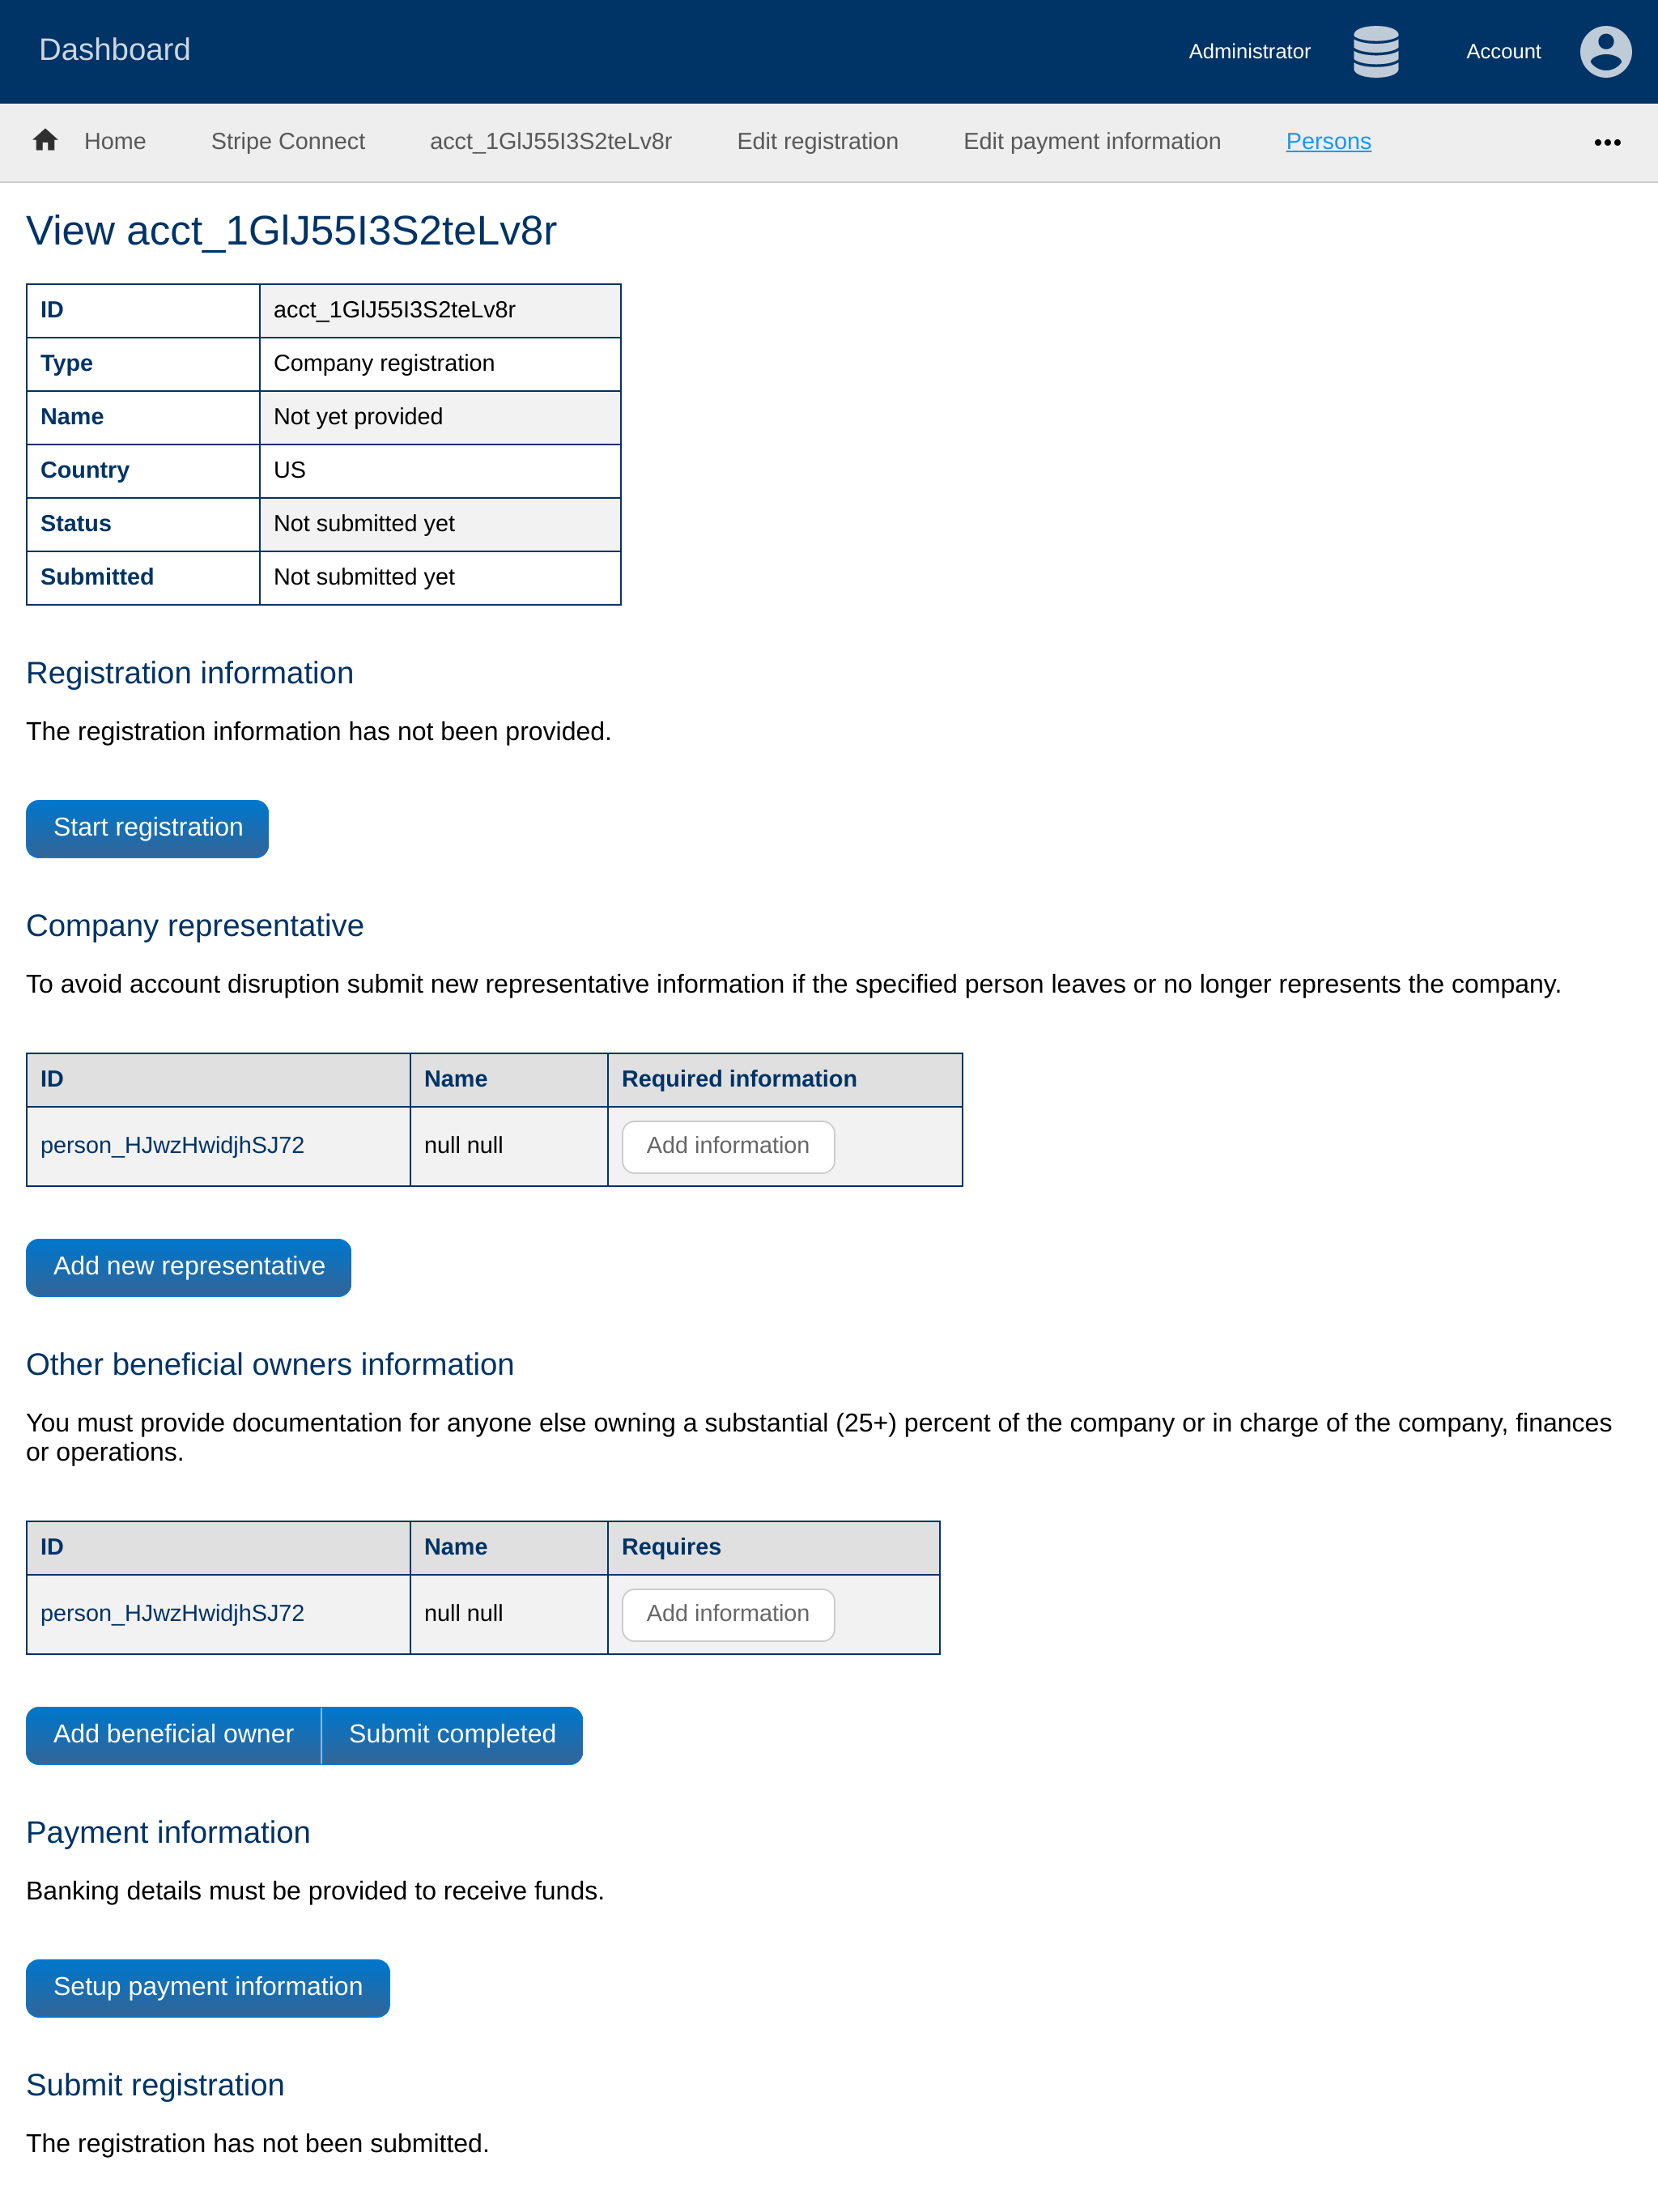 Dashboard
Administrator
Account
Home
Stripe Connect
acct_1GlJ55I3S2teLv8r
Edit registration
Edit payment information
Persons
View acct_1GlJ55I3S2teLv8r
ID acct_1GlJ55I3S2teLv8r
Type Company registration
Name Not yet provided
Country US
Status Not submitted yet
Submitted Not submitted yet
Registration information
The registration information has not been provided.
Start registration
Company representative
To avoid account disruption submit new representative information if the specified person leaves or no longer represents the company.
ID Name Required information
person_HJwzHwidjhSJ72 null null Add information
Add new representative
Other beneficial owners information
You must provide documentation for anyone else owning a substantial (25+) percent of the company or in charge of the company, finances
or operations.
ID Name Requires
person_HJwzHwidjhSJ72 null null Add information
Add beneficial owner Submit completed
Payment information
Banking details must be provided to receive funds.
Setup payment information
Submit registration
The registration has not been submitted.